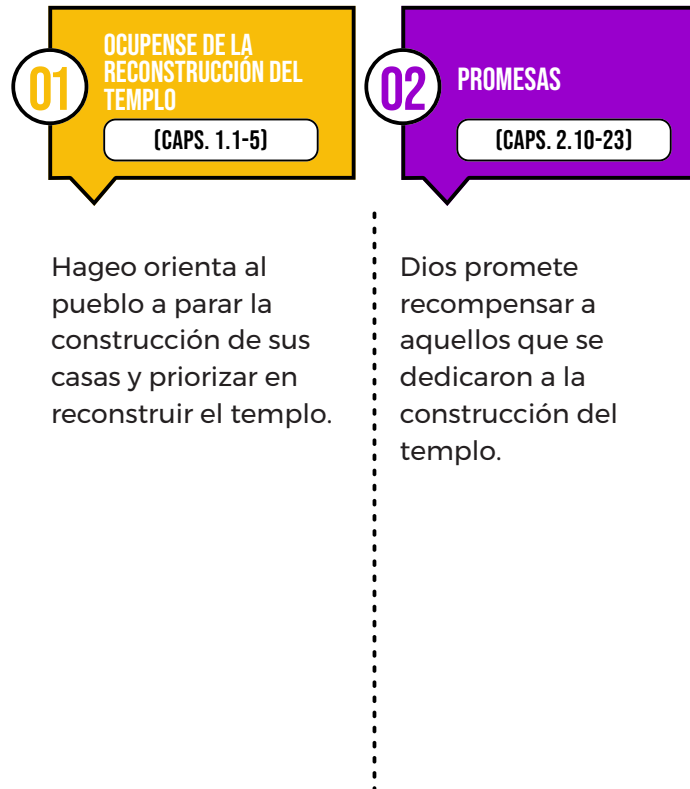 01
OCUPENSE DE LA
RECONSTRUCCIÓN DEL
TEMPLO
(CAPS. 1.1-5)
Hageo orienta al
pueblo a parar la
construcción de sus
casas y priorizar en
reconstruir el templo.
02
PROMESAS
(CAPS. 2.10-23)
Dios promete
recompensar a
aquellos que se
dedicaron a la
construcción del
templo.